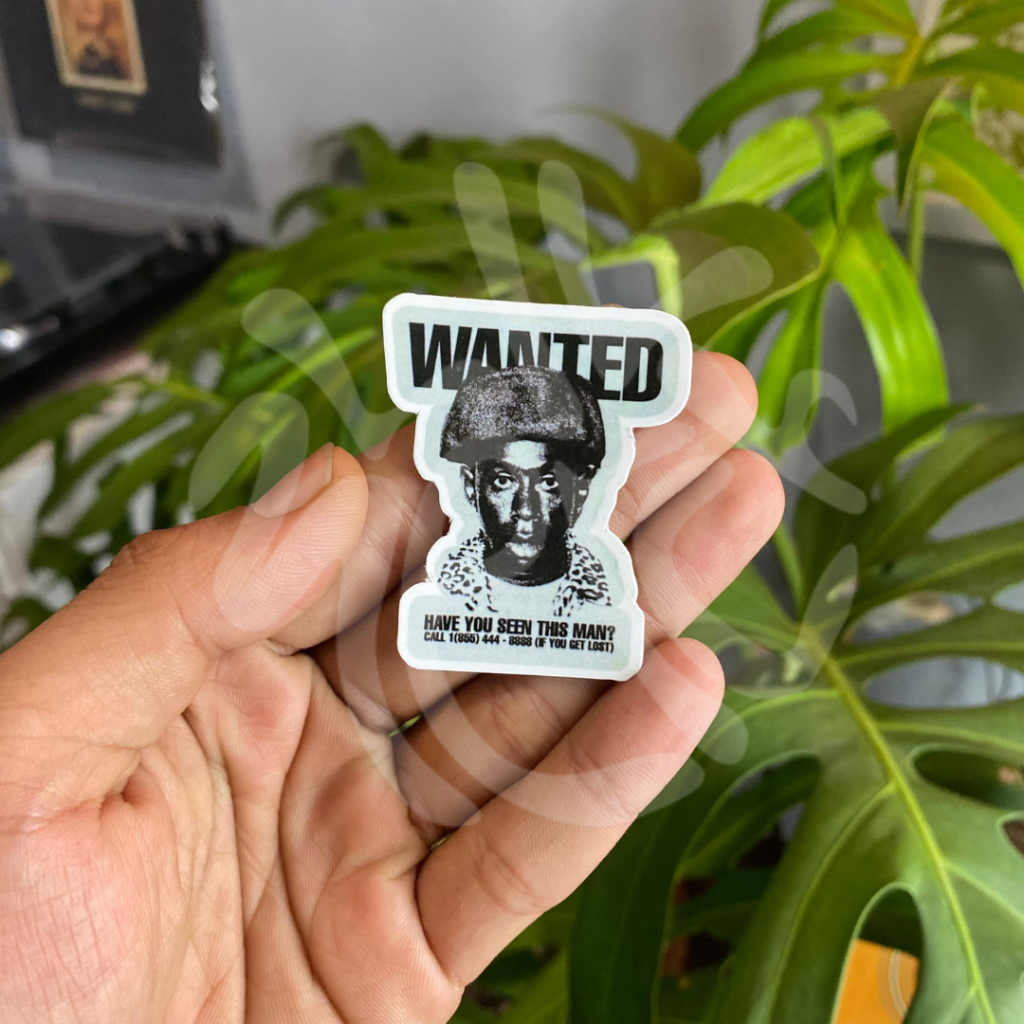 WANTED
HAVE YOU SEEN THIS MAN?
CALL 1(855) 444 - 8888 (IF YOU GET LOST)